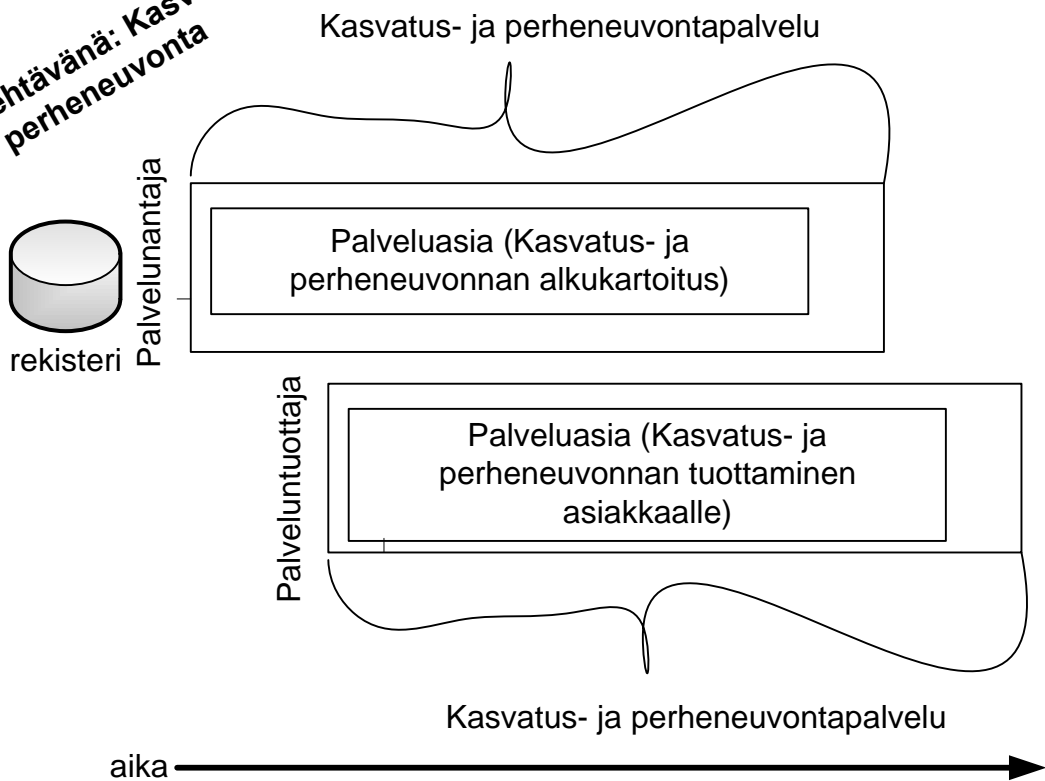 perheneuvonta
Kasvatus- ja perheneuvontapalvelu
Palvelunantaja
Palveluasia (Kasvatus- ja
perheneuvonnan alkukartoitus)
rekisteri
Palveluntuottaja
Palveluasia (Kasvatus- ja
perheneuvonnan tuottaminen
asiakkaalle)
Kasvatus- ja perheneuvontapalvelu
aika